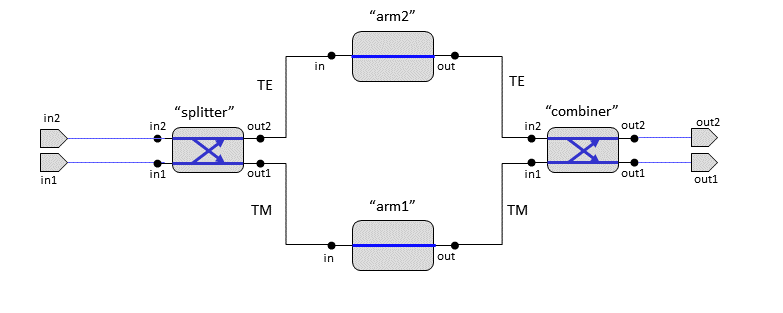 “arm2”
in
out
TE
TE
“splitter”
“combiner”
in2
in2
out2
in2
out2
out2
in1
in1
out1
in1
out1
out1
TM
“arm1”
TM
in
out